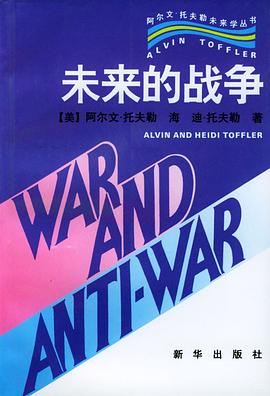 阿尔文·托夫勒未来学丛书
ALVIN TOFFLER
未来的战争
【美】阿尔文·托夫勒 海 迪·托夫勒 著
ALVIN AND HEIDI TOFFLER
WAR
AND
ANTI-WAR
新华出版社